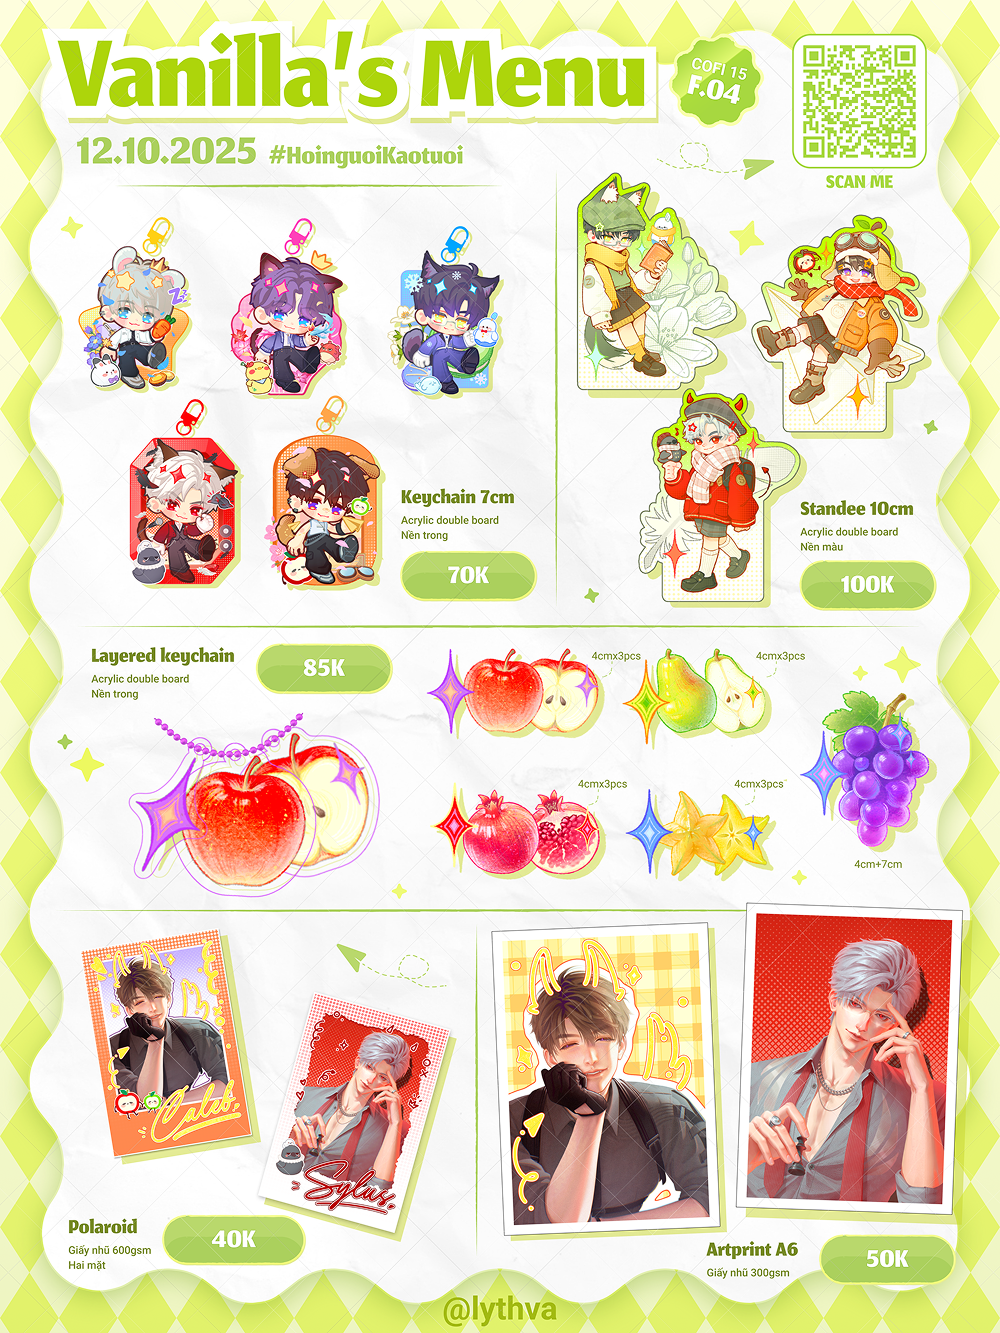 Vanilla's Menu
COFI 15
F.04
12.10.2025 #HoinguoiKaotuoi
SCAN ME
Z
Keychain 7cm
Acrylic double board
Nền trong
70K
Standee 10cm
Acrylic double board
Nền màu
100K
Layered keychain
Acrylic double board
Nền trong
85K
4cmx3pcs
4cmx3pcs
4cmx3pcs
4cmx3pcs
4cm+7cm
Caleb.
Sylus.
Polaroid
Giấy nhũ 600gsm
Hai mặt
40K
Artprint A6
Giấy nhũ 300gsm
50K
@lythva